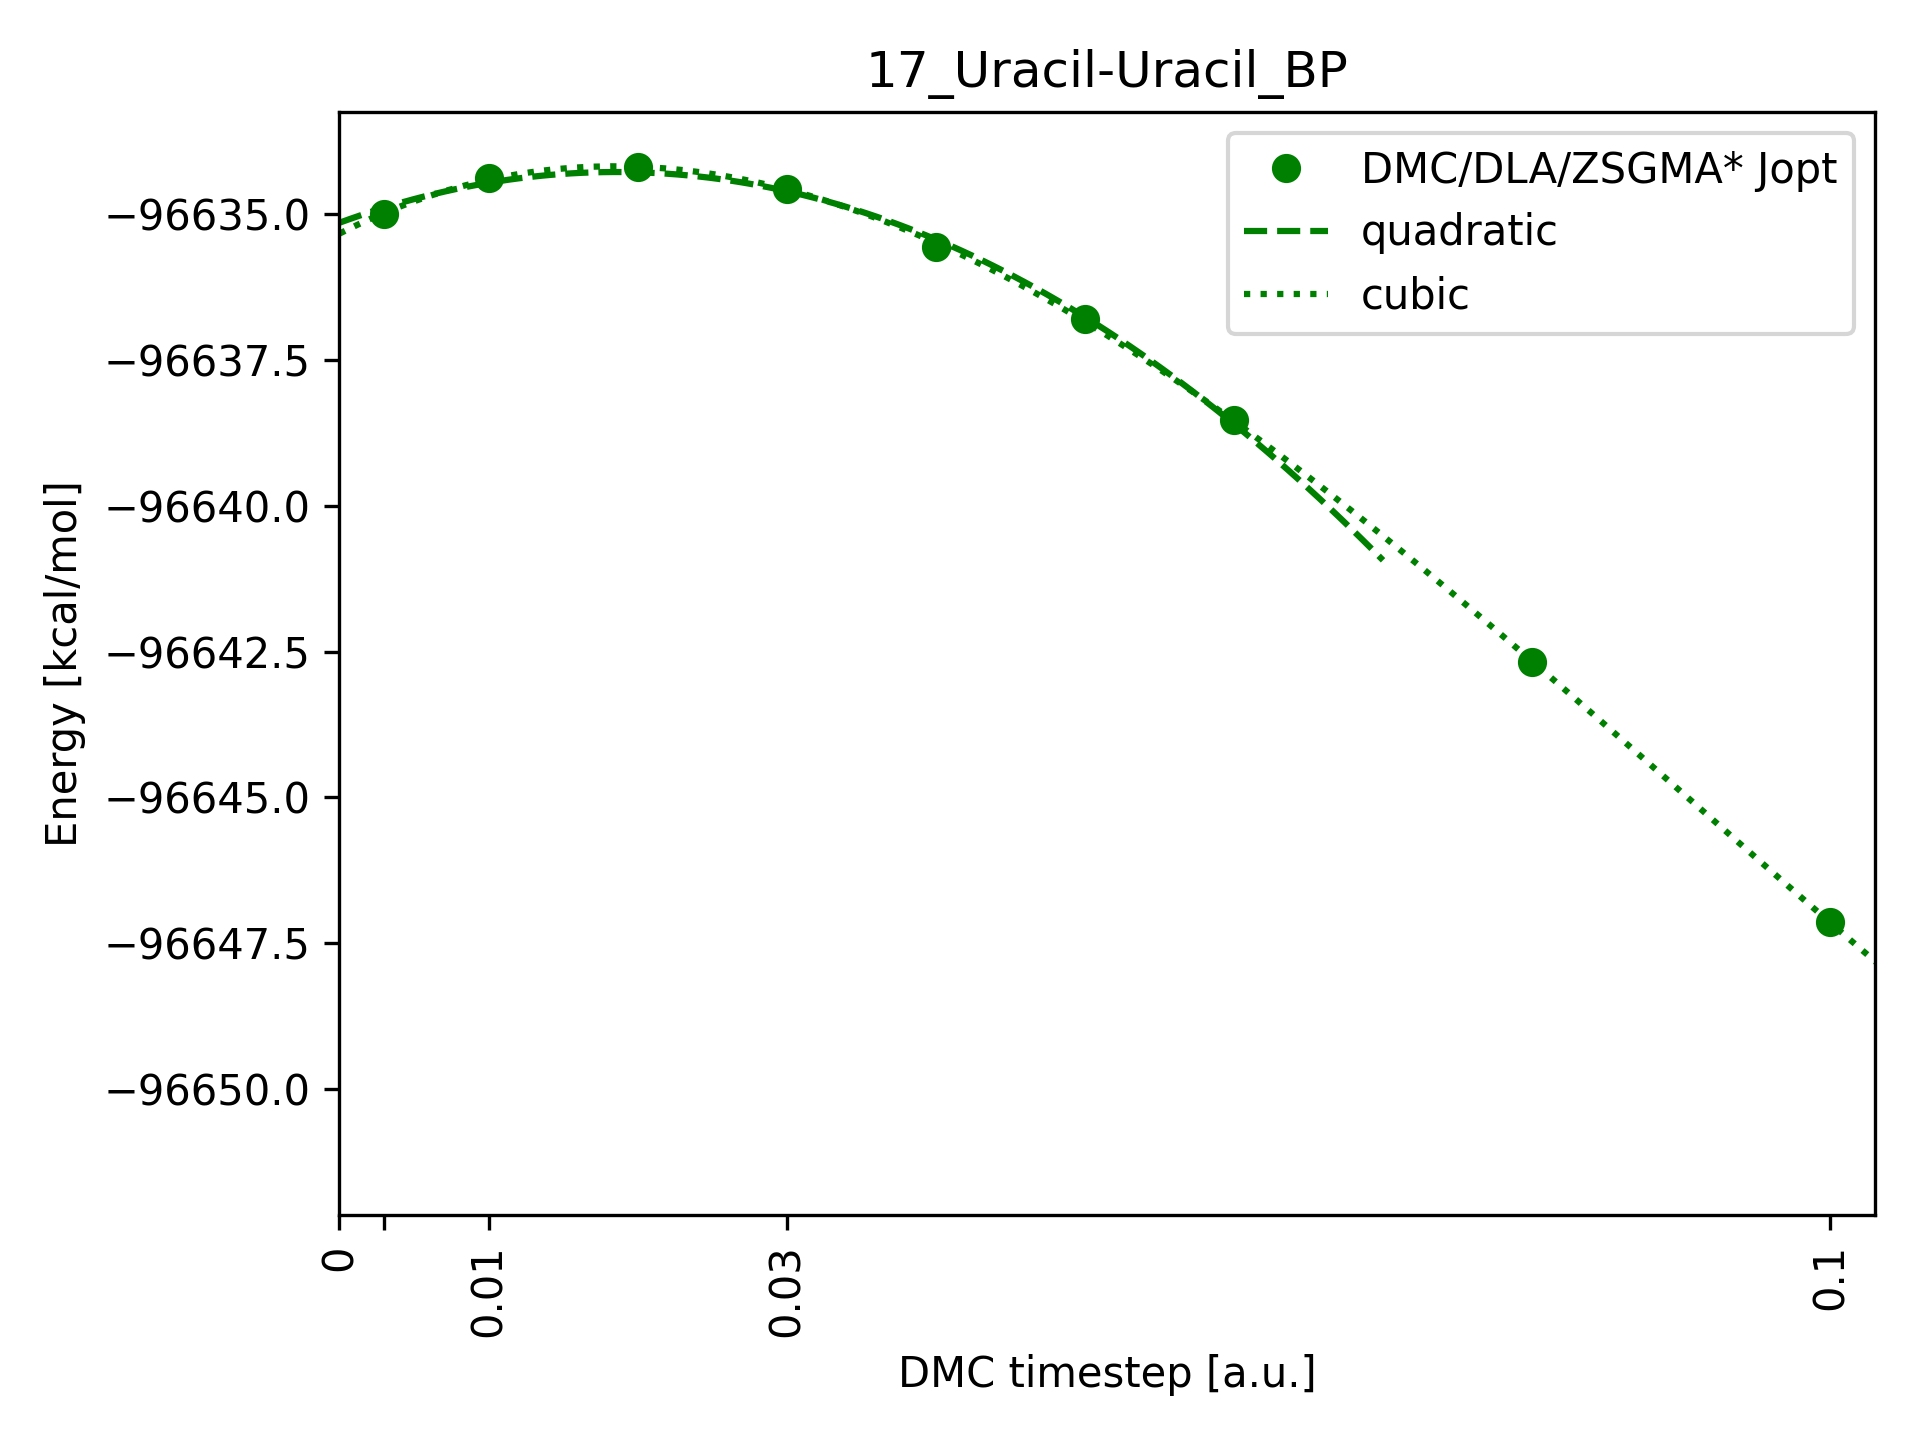 17_Uracil-Uracil_BP
DMC/DLA/ZSGMA* Jopt
quadratic
cubic
Energy [kcal/mol]
−96635.0
−96637.5
−96640.0
−96642.5
−96645.0
−96647.5
−96650.0
0
0.01
0.03
0.1
DMC timestep [a.u.]